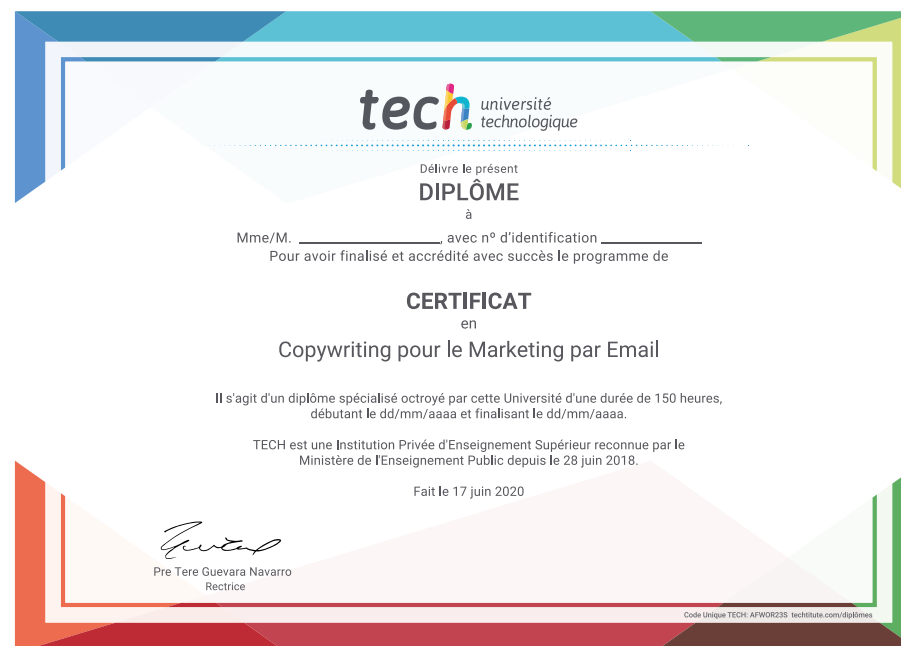 tech université
technologique
Délivre le présent
DIPLÔME
à
Mme/M. ____________________, avec nº d'identification ______________
Pour avoir finalisé et accrédité avec succès le programme de
CERTIFICAT
en
Copywriting pour le Marketing par Email
Il s'agit d'un diplôme spécialisé octroyé par cette Université d'une durée de 150 heures,
débutant le dd/mm/aaaa et finalisant le dd/mm/aaaa.
TECH est une Institution Privée d'Enseignement Supérieur reconnue par le
Ministère de l'Enseignement Public depuis le 28 juin 2018.
Fait le 17 juin 2020
Pre Tere Guevara Navarro
Rectrice
Code Unique TECH: AFWOR23S techtitute.com/diplômes